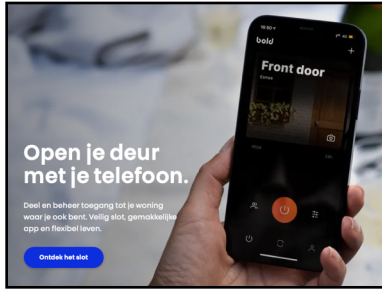 Open je deur
met je telefoon.
Deel en beheer toegang tot je woning
waar je ook bent. Veilig slot, gemakkelijke
app en flexibel leven.
Ontdek het slot
bold
Front door